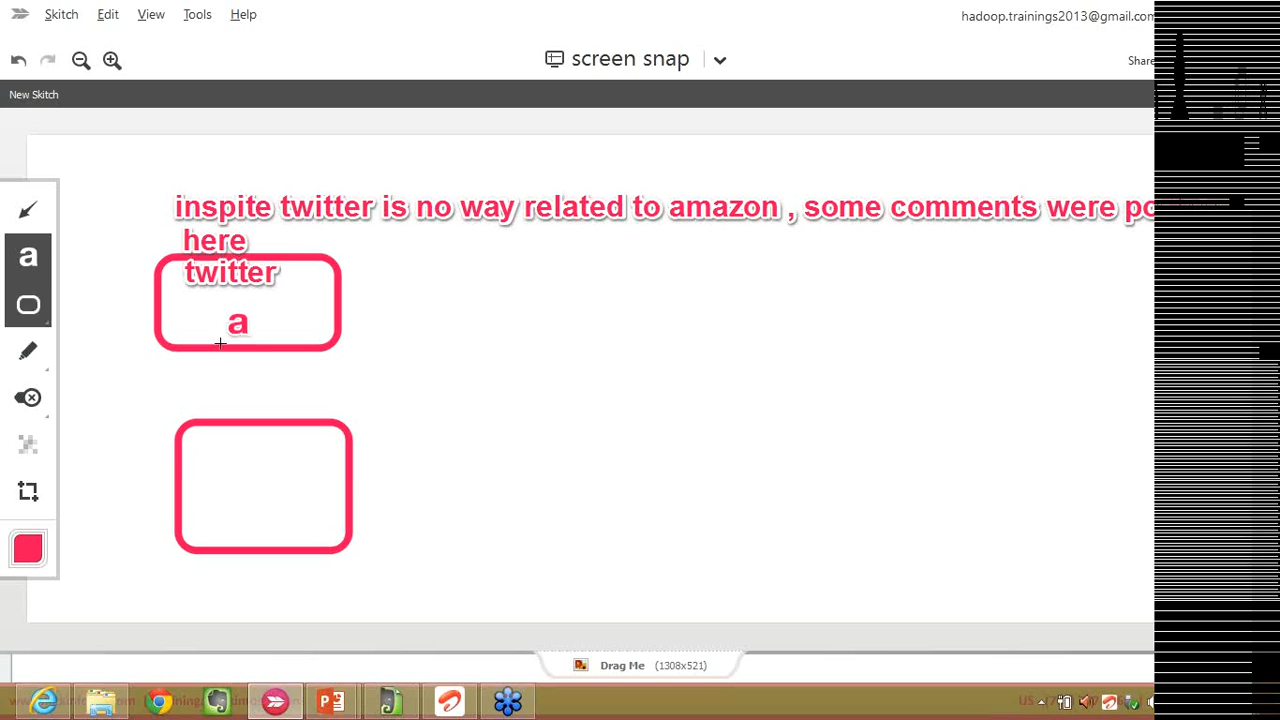 Skitch Edit View Tools Help hadoop.trainings2013@gmail.com
screen snap Share
New Skitch
a
inspite twitter is no way related to amazon , some comments were
here
twitter
a
Drag Me (1308x521)
US